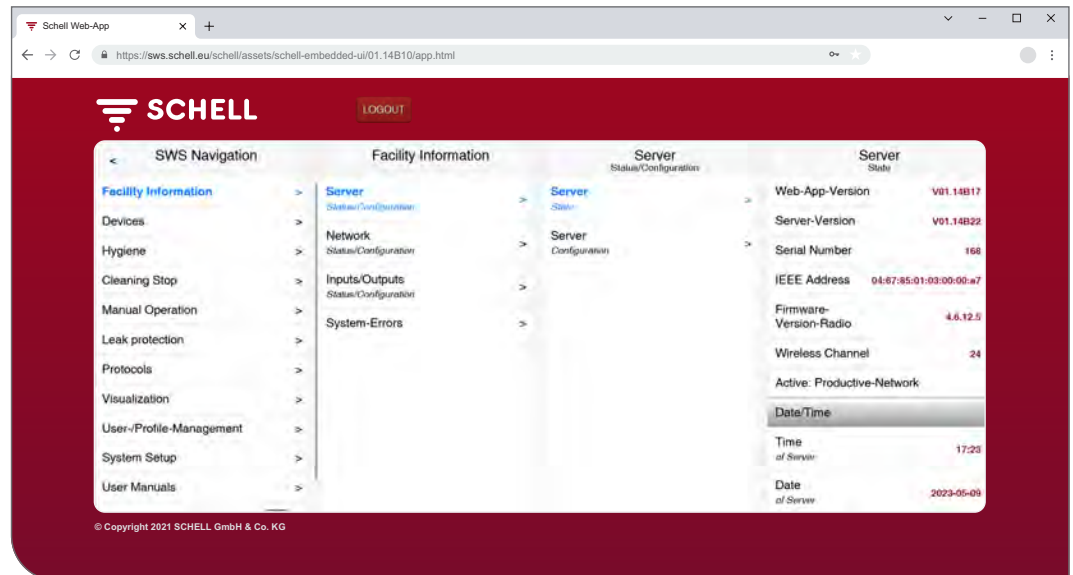 Schell Web-App
https://sws.schell.eu/schell/assets/schell-embedded-ui/01.14B10/app.html
SCHELL
LOGOUT
< SWS Navigation
Facility Information >
Devices >
Hygiene >
Cleaning Stop >
Manual Operation >
Leak protection >
Protocols >
Visualization >
User-/Profile-Management >
System Setup >
User Manuals >
Facility Information
Server >
Status/Configuration
Network >
Status/Configuration
Inputs/Outputs >
Status/Configuration
System-Errors >
Server
Status/Configuration
Server >
State
Server >
Configuration
Server
State
Web-App-Version V01.14B17
Server-Version V01.14B22
Serial Number 168
IEEE Address 04:67:85:01:03:00:00:a7
Firmware-
Version-Radio 4.6.12.5
Wireless Channel 24
Active: Productive-Network
Date/Time
Time 17:23
of Server
Date 2023-05-09
of Server
© Copyright 2021 SCHELL GmbH & Co. KG